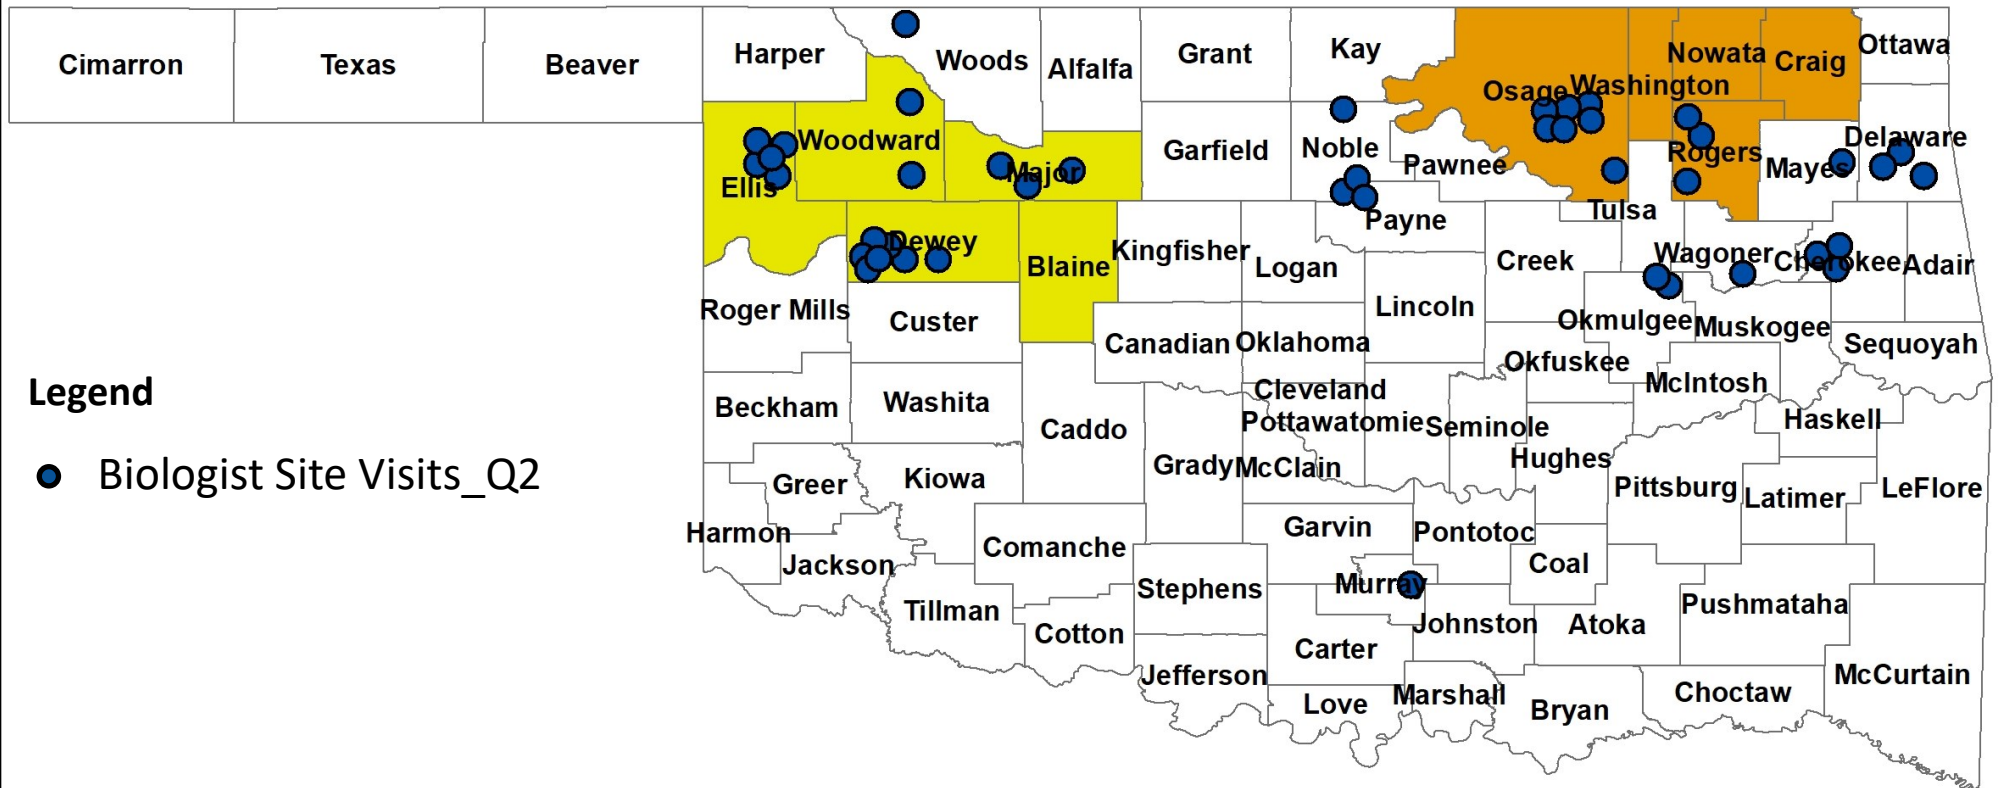 Cimarron
Texas
Beaver
Harper
Woods
Alfalfa
Grant
Kay
Osage
Washington
Nowata
Craig
Ottawa
Ellis
Woodward
Major
Garfield
Noble
Pawnee
Rogers
Mayes
Delaware
Payne
Tulsa
Dewey
Blaine
Kingfisher
Logan
Creek
Wagoner
Cherokee
Adair
Roger Mills
Custer
Canadian
Oklahoma
Lincoln
Okmulgee
Muskogee
Okfuskee
Sequoyah
Legend
Biologist Site Visits_Q2
Beckham
Washita
Caddo
Cleveland
Pottawatomie
Seminole
McIntosh
Haskell
Grady
McClain
Hughes
Greer
Kiowa
Pittsburg
Latimer
LeFlore
Harmon
Jackson
Comanche
Garvin
Pontotoc
Coal
Stephens
Murray
Tillman
Cotton
Johnston
Atoka
Pushmataha
Carter
Jefferson
Love
Marshall
Bryan
Choctaw
McCurtain